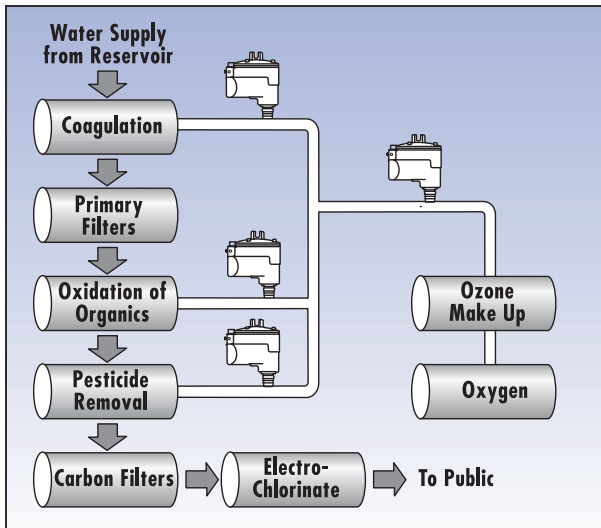 Water Supply
from Reservoir
Coagulation
Primary
Filters
Oxidation of
Organics
Pesticide
Removal
Carbon Filters
Electro-
Chlorinate
To Public
Ozone
Make Up
Oxygen